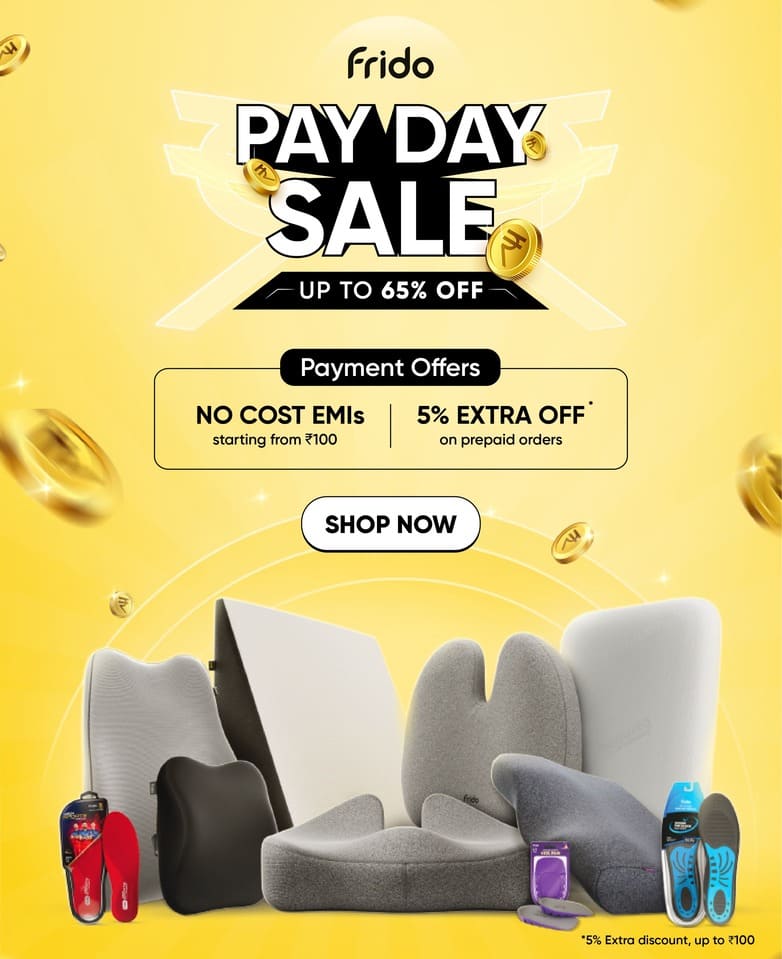 Frido
PAY DAY
SALE
UP TO 65% OFF
Payment Offers
NO COST EMIs
starting from ₹100
5% EXTRA OFF*
on prepaid orders
SHOP NOW
frido
*5% Extra discount, up to ₹100